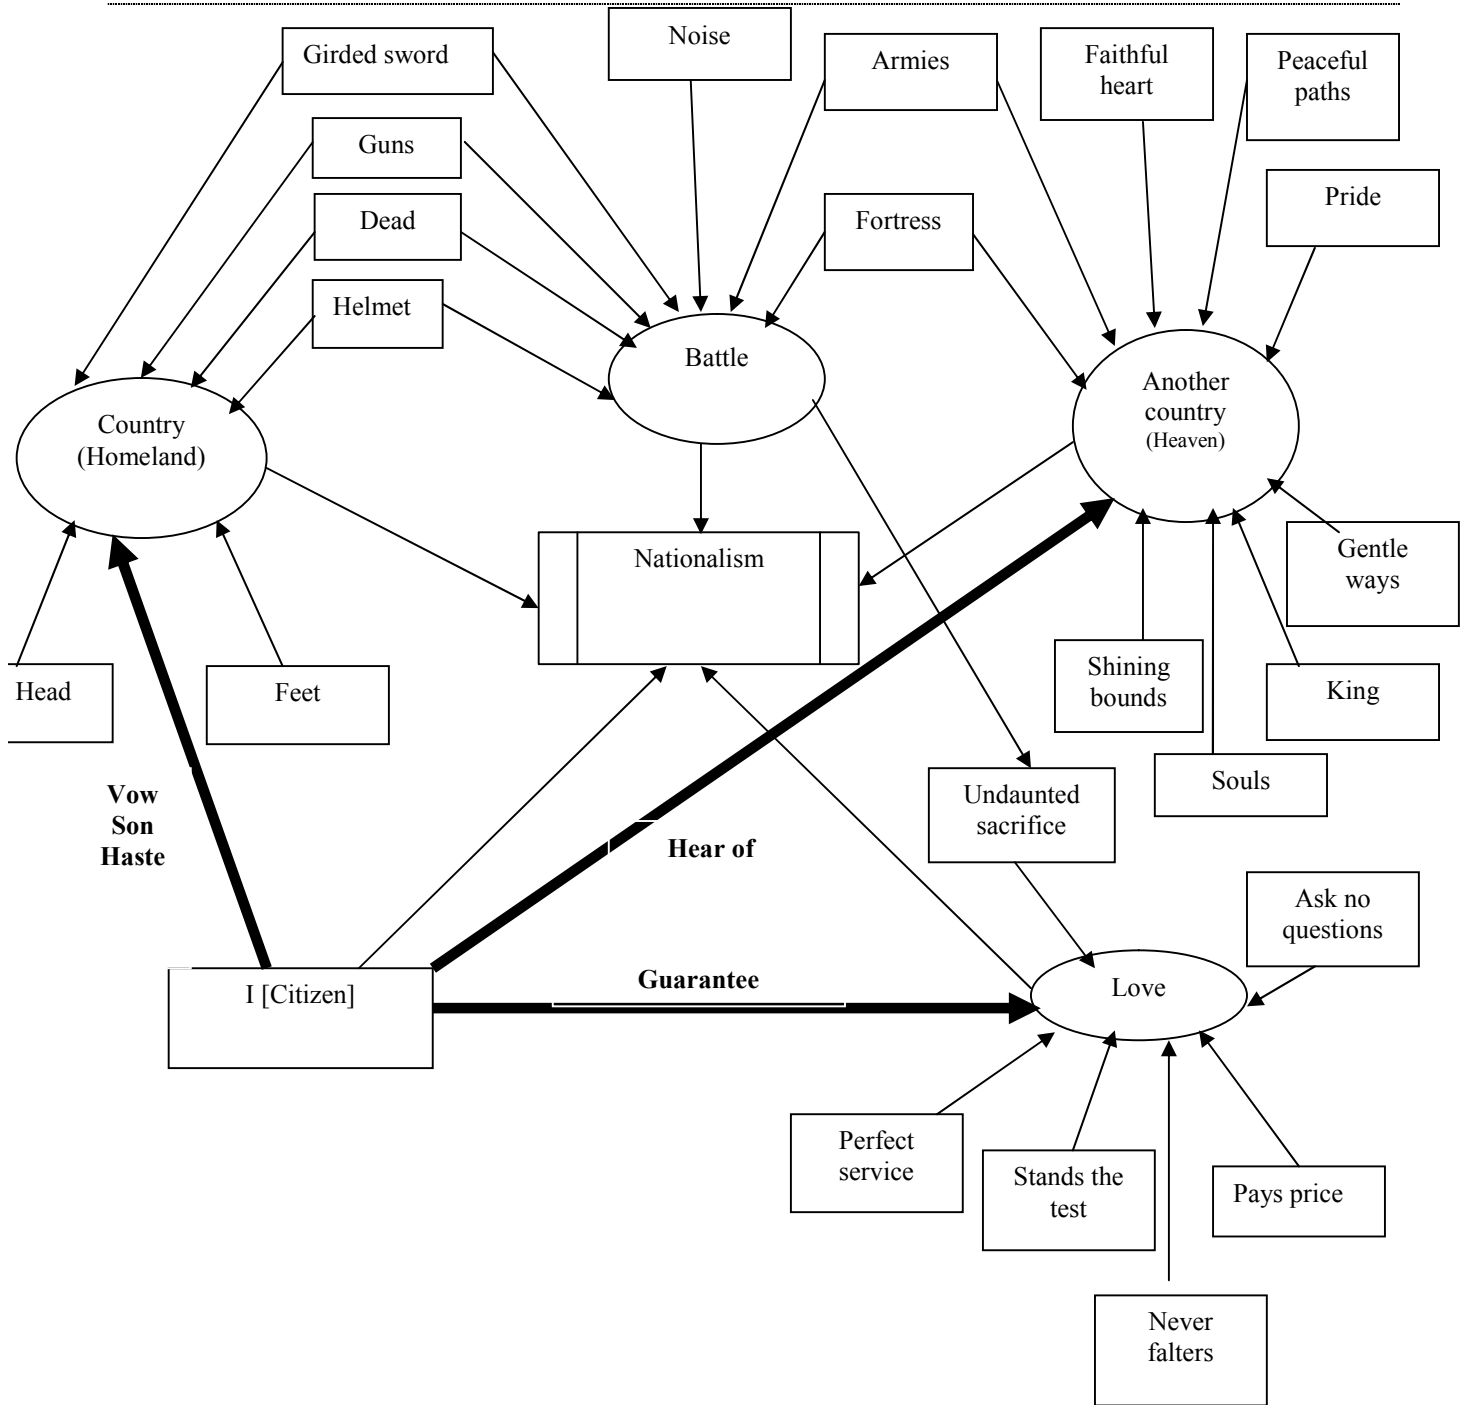 Girded sword
Noise
Armies
Faithful
heart
Peaceful
paths
Guns
Dead
Fortress
Pride
Helmet
Battle
Another
country
(Heaven)
Country
(Homeland)
Nationalism
Gentle
ways
Head
Feet
Shining
bounds
King
Souls
Vow
Son
Haste
Undaunted
sacrifice
Hear of
Ask no
questions
I [Citizen]
Guarantee
Love
Perfect
service
Stands the
test
Pays price
Never
falters